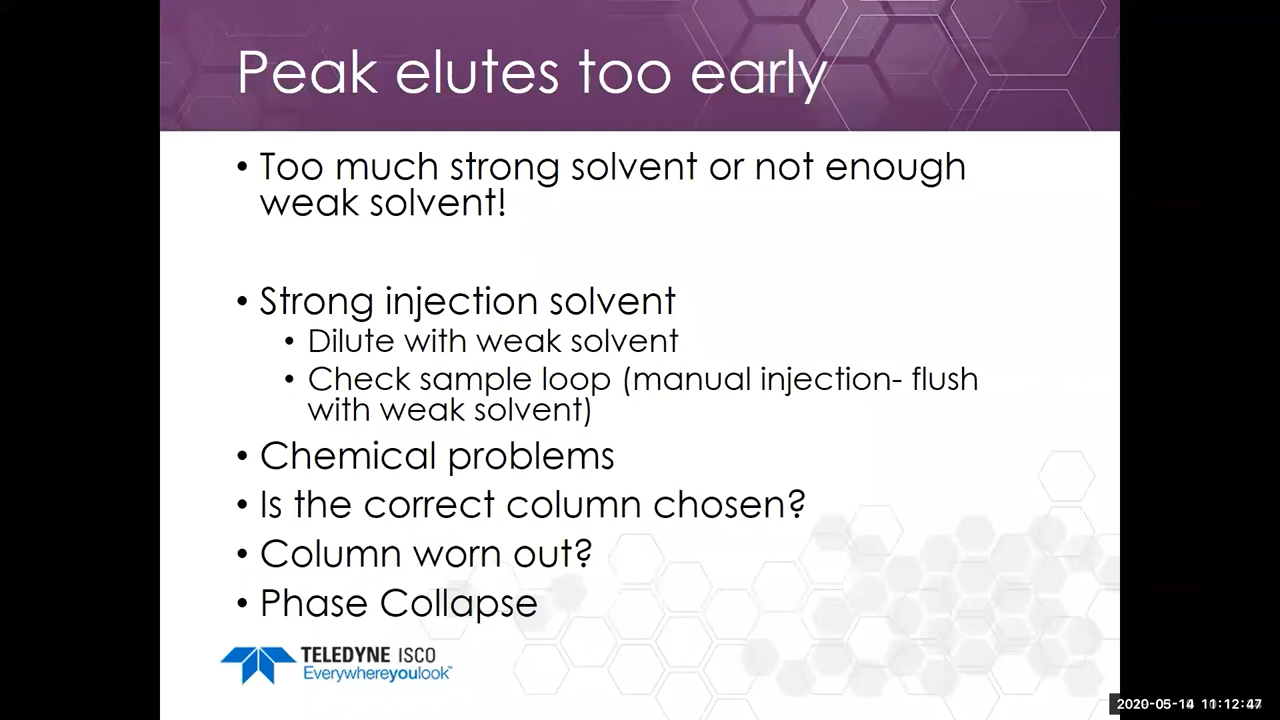 Peak elutes too early
• Too much strong solvent or not enough
weak solvent!
• Strong injection solvent
• Dilute with weak solvent
• Check sample loop (manual injection- flush
with weak solvent)
• Chemical problems
• Is the correct column chosen?
• Column worn out?
• Phase Collapse
TELEDYNE ISCO
Everywhereyoulook™
2020-05-14 11:12:47